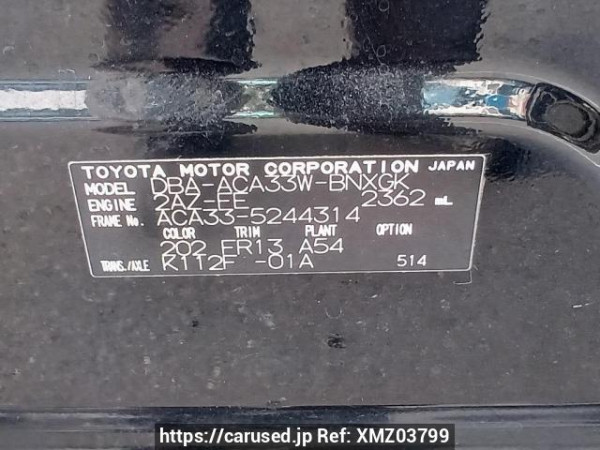 TOYOTA MOTOR CORPORATION JAPAN
MODEL DBA-ACA33W-BNXGK
ENGINE 2AZ-FE 2362 mL
FRAME No. ACA33-5244314
COLOR TRIM PLANT OPTION
202 FR13 A54
TRANS./AXLE K112F -01A 514
https://carused.jp Ref: XMZ03799